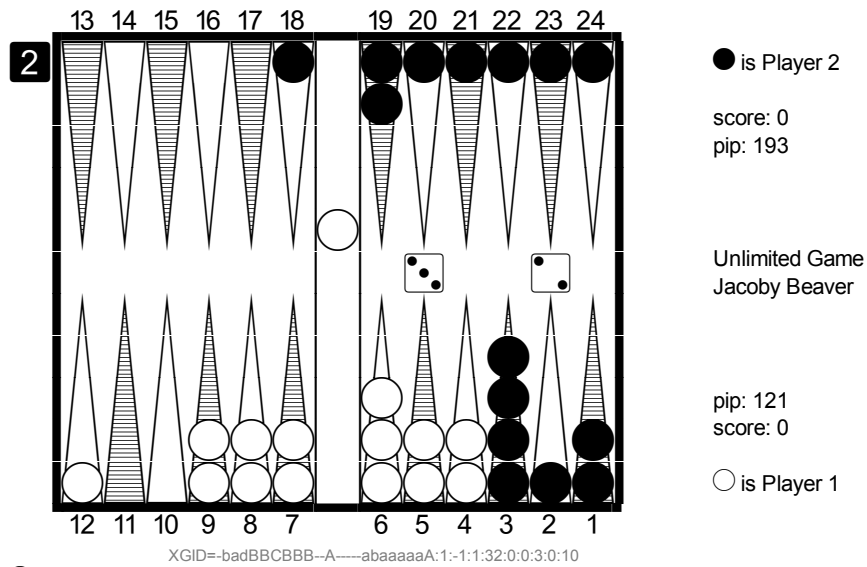 13 14 15 16 17 18 19 20 21 22 23 24
2
is Player 2
score: 0
pip: 193
Unlimited Game
Jacoby Beaver
pip: 121
score: 0
is Player 1
12 11 10 9 8 7 6 5 4 3 2 1
XGID=-badBBCBBB--A-----abaaaaaA:1:-1:1:32:0:0:3:0:10